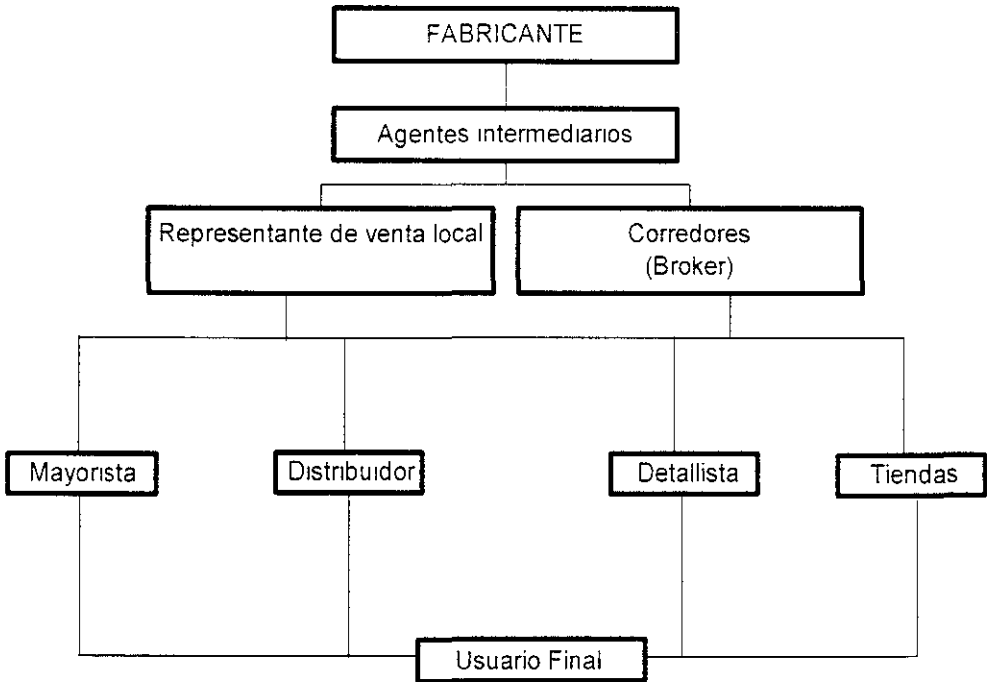 FABRICANTE
Agentes intermediarios
Representante de venta local
Corredores
(Broker)
Mayorista
Distribuidor
Detallista
Tiendas
Usuario Final